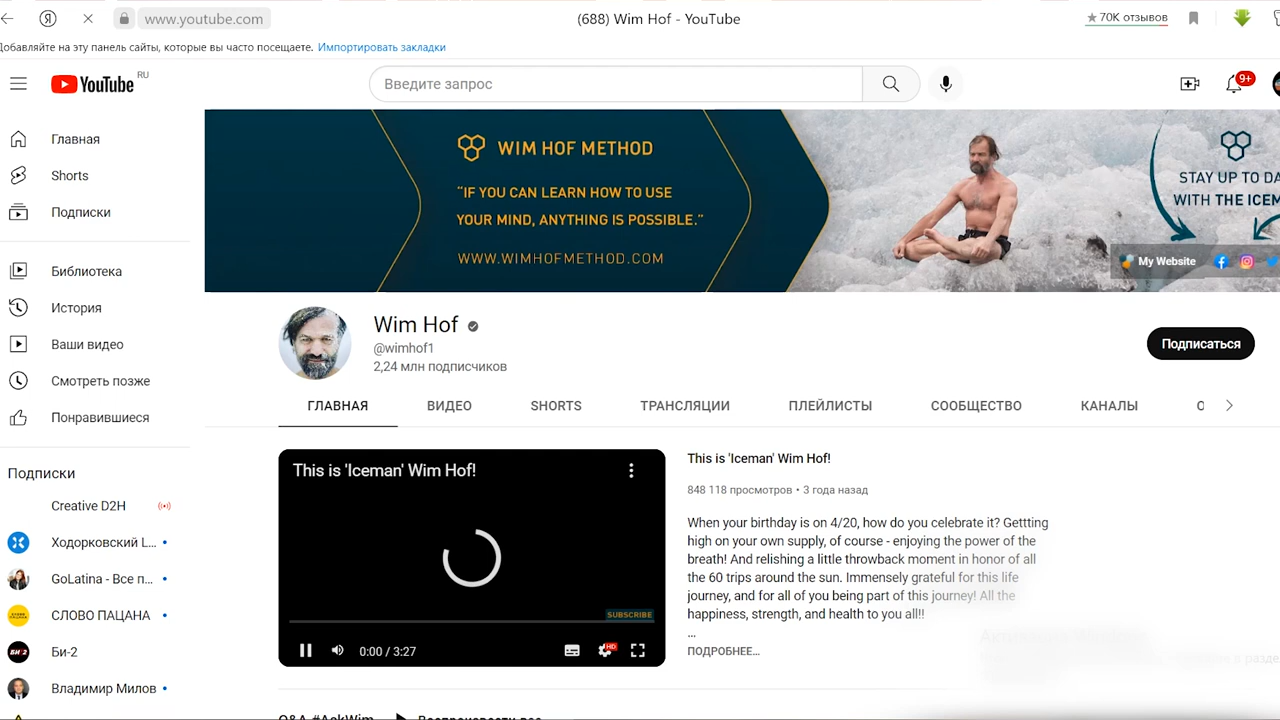 Я
www.youtube.com
(688) Wim Hof - YouTube
★ 70K отзывов
Добавляйте на эту панель сайты, которые вы часто посещаете. Импортировать закладки
YouTube RU
Введите запрос
9+
Главная
Shorts
Подписки
Библиотека
История
Ваши видео
Смотреть позже
Понравившиеся
Подписки
Creative D2H
Ходорковский L...
GoLatina - Все п...
СЛОВО ПАЦАНА
БИ-2
Би-2
Владимир Милов
WIM HOF METHOD
“IF YOU CAN LEARN HOW TO USE
YOUR MIND, ANYTHING IS POSSIBLE.”
WWW.WIMHOFMETHOD.COM
STAY UP TO DA
WITH THE ICEM
My Website
Wim Hof
@wimhof1
2,24 млн подписчиков
Подписаться
ГЛАВНАЯ ВИДЕО SHORTS ТРАНСЛЯЦИИ ПЛЕЙЛИСТЫ СООБЩЕСТВО КАНАЛЫ О
This is 'Iceman' Wim Hof!
SUBSCRIBE
0:00 / 3:27
HD
This is 'Iceman' Wim Hof!
848 118 просмотров • 3 года назад
When your birthday is on 4/20, how do you celebrate it? Gettting
high on your own supply, of course - enjoying the power of the
breath! And relishing a little throwback moment in honor of all
the 60 trips around the sun. Immensely grateful for this life
journey, and for all of you being part of this journey! All the
happiness, strength, and health to you all!!
...
ПОДРОБНЕЕ...
Q&A #AskWim Воспроизвести все